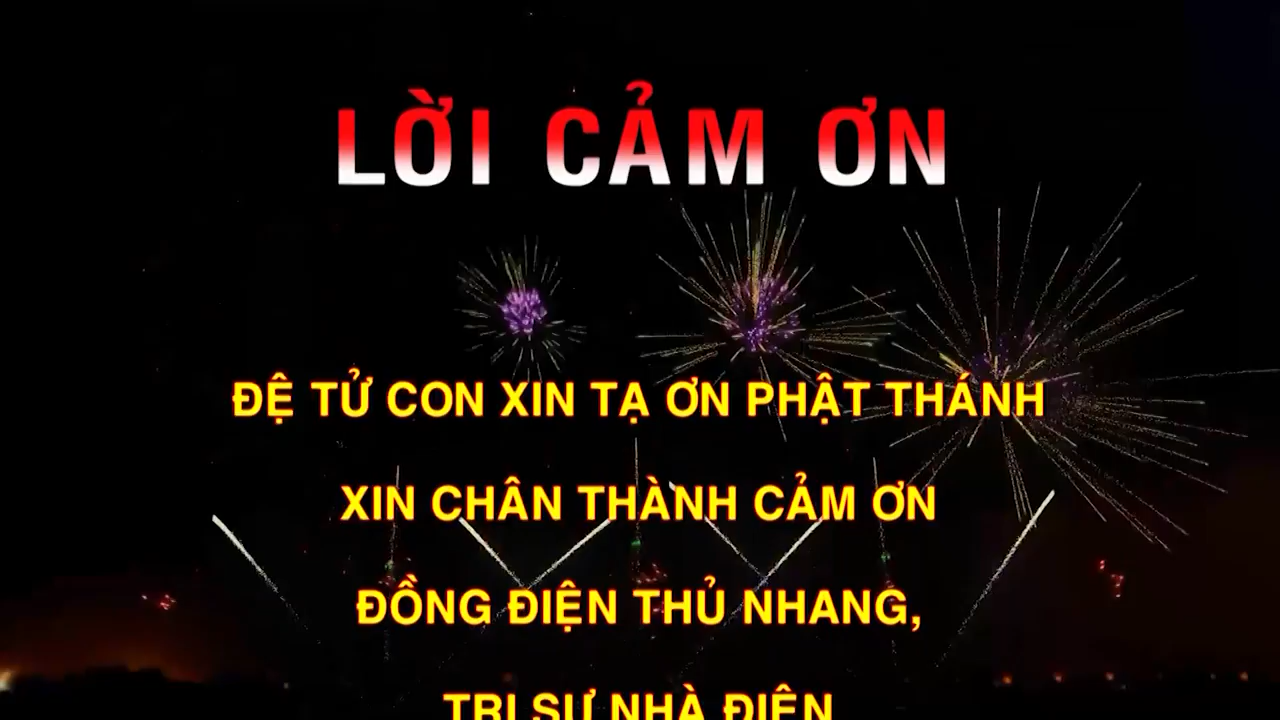 LỜI CẢM ƠN
ĐỆ TỬ CON XIN TẠ ƠN PHẬT THÁNH
XIN CHÂN THÀNH CẢM ƠN
ĐỒNG ĐIỆN THỦ NHANG,
TRI SỰ NHÀ ĐIỆN